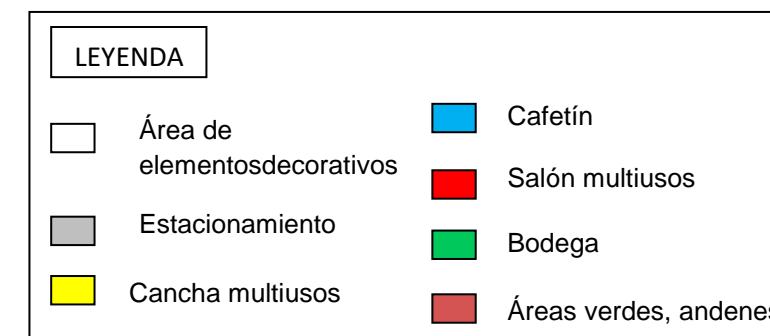 LEYENDA
Área de
elementosdecorativos
Estacionamiento
Cancha multiusos
Cafetín
Salón multiusos
Bodega
Áreas verdes, andenes